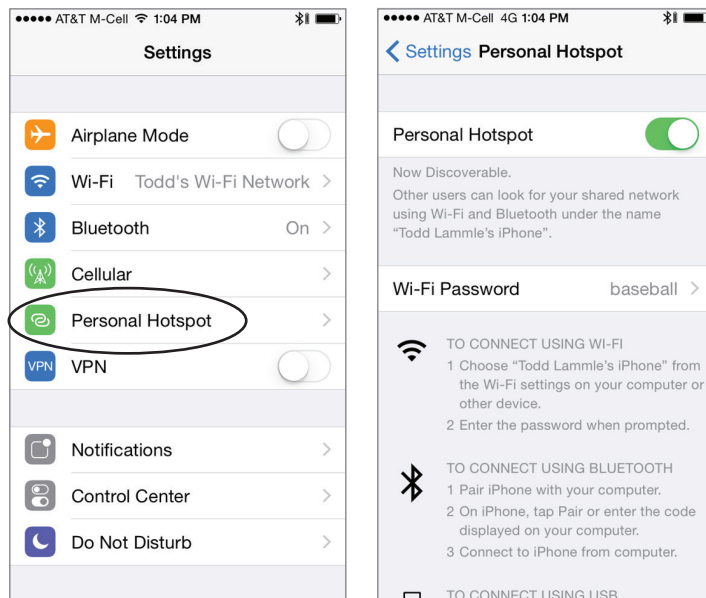 AT&T M-Cell 1:04 PM
Settings
Airplane Mode
Wi-Fi Todd's Wi-Fi Network
Bluetooth On
Cellular
Personal Hotspot
VPN VPN
Notifications
Control Center
Do Not Disturb
AT&T M-Cell 4G 1:04 PM
Settings Personal Hotspot
Personal Hotspot
Now Discoverable.
Other users can look for your shared network
using Wi-Fi and Bluetooth under the name
“Todd Lammle’s iPhone”.
Wi-Fi Password baseball
TO CONNECT USING WI-FI
1 Choose “Todd Lammle’s iPhone” from
the Wi-Fi settings on your computer or
other device.
2 Enter the password when prompted.
TO CONNECT USING BLUETOOTH
1 Pair iPhone with your computer.
2 On iPhone, tap Pair or enter the code
displayed on your computer.
3 Connect to iPhone from computer.
TO CONNECT USING USB